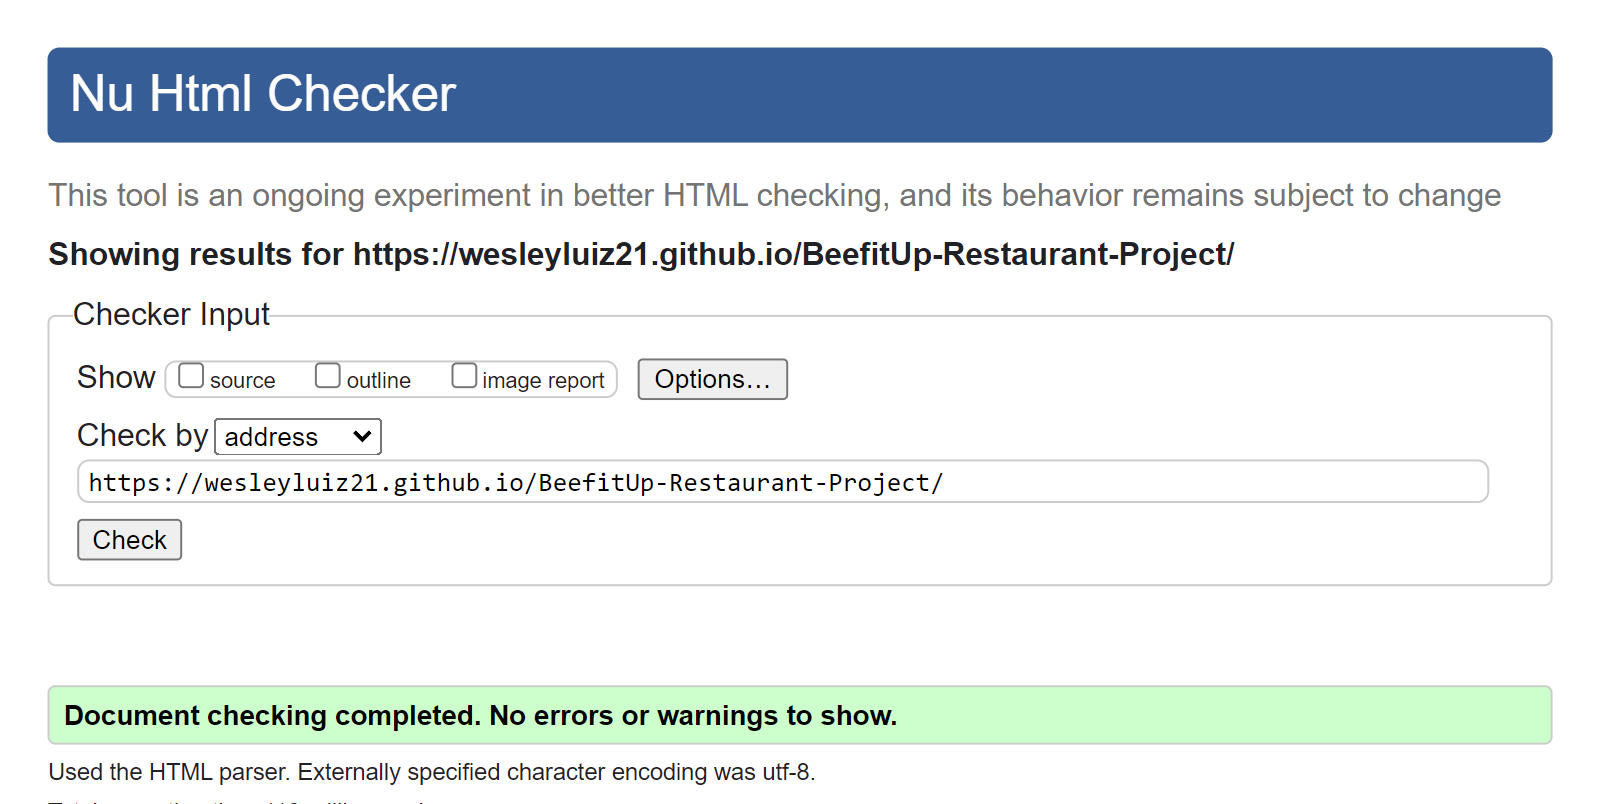 Nu Html Checker
This tool is an ongoing experiment in better HTML checking, and its behavior remains subject to change
Showing results for https://wesleyluiz21.github.io/BeefitUp-Restaurant-Project/
Checker Input
Show source outline image report Options...
Check by address
https://wesleyluiz21.github.io/BeefitUp-Restaurant-Project/
Check
Document checking completed. No errors or warnings to show.
Used the HTML parser. Externally specified character encoding was utf-8.